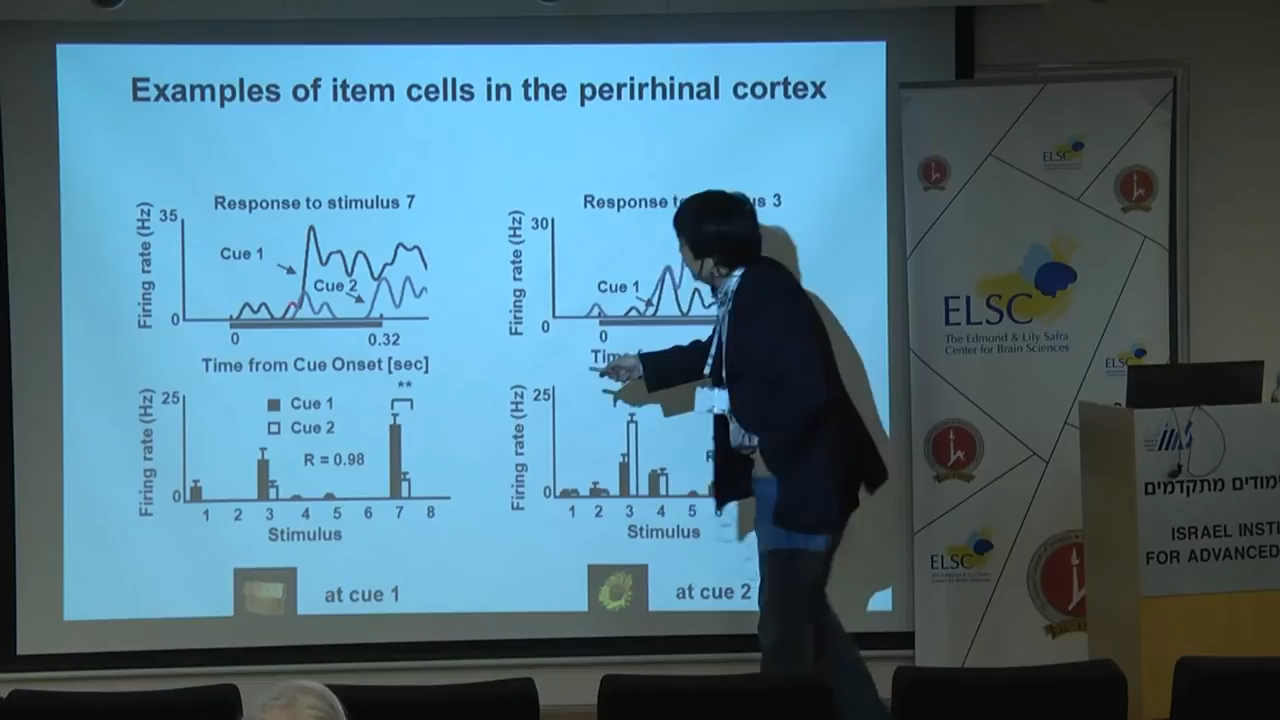 Examples of item cells in the perirhinal cortex
Response to stimulus 7
Firing rate (Hz)
35
0
Cue 1
Cue 2
0
0.32
Time from Cue Onset [sec]
Firing rate (Hz)
25
0
Cue 1
Cue 2
R = 0.98
**
1 2 3 4 5 6 7 8
Stimulus
at cue 1
Response
s 3
Firing rate (Hz)
30
0
Cue 1
0
Firing rate (Hz)
25
0
1 2 3 4 5 6
Stimulus
at cue 2
ELSC
ELSC
The Edmond & Lily Safra
Center for Brain Sciences
ELSC
ELSC
ימודים מתקדמים
ISRAEL INST
FOR ADVANCED